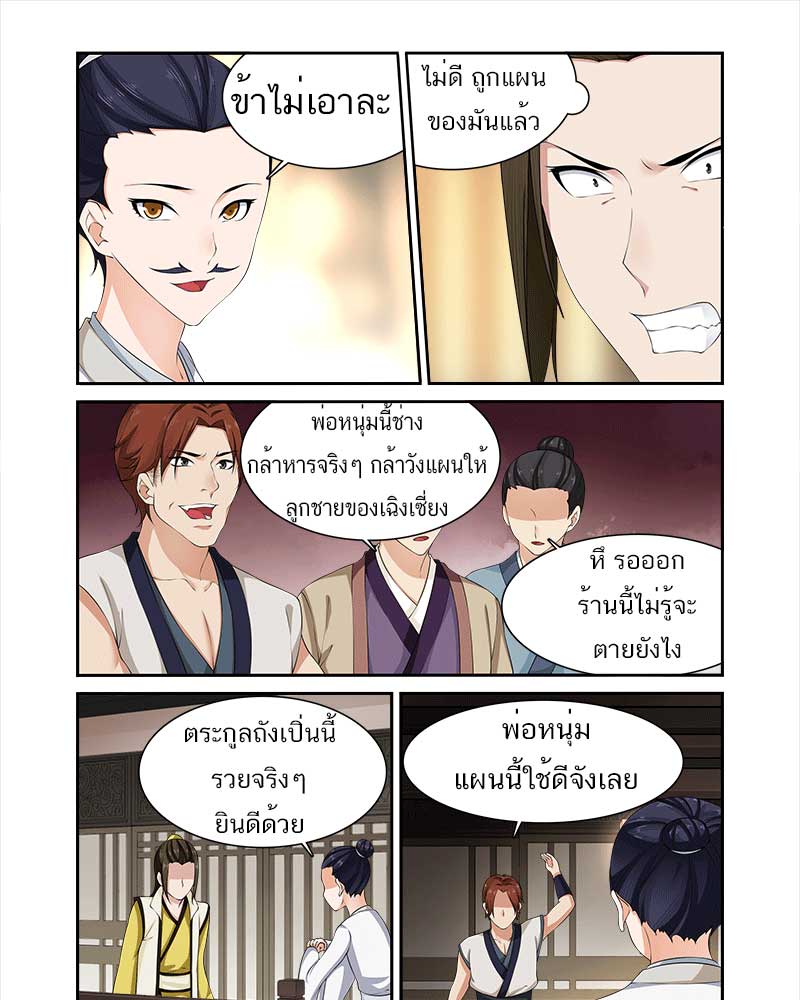 ข้าไม่เอาละ
ไม่ดี ถูกแผน
ของมันแล้ว
พ่อหนุ่มนี้ช่าง
กล้าหารจริงๆ กล้าวังแผนให้
ลูกชายของเฉิงเซี่ยง
หึ รอออก
ร้านนี้ไม่รู้จะ
ตายยังไง
ตระกูลถังเปิ่นนี้
รวยจริงๆ
ยินดีด้วย
พ่อหนุ่ม
แผนนี้ใช้ดีจังเลย